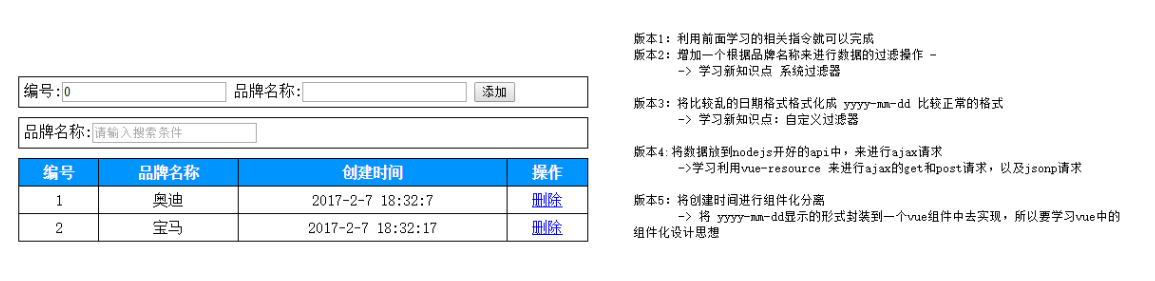 编号:0 品牌名称: 添加
品牌名称:请输入搜索条件
编号 品牌名称 创建时间 操作
1 奥迪 2017-2-7 18:32:7 删除
2 宝马 2017-2-7 18:32:17 删除
版本1: 利用前面学习的相关指令就可以完成
版本2: 增加一个根据品牌名称来进行数据的过滤操作 -
-> 学习新知识点 系统过滤器
版本3: 将比较乱的日期格式格式化成 yyyy-mm-dd 比较正常的格式
-> 学习新知识点: 自定义过滤器
版本4:将数据放到nodejs开好的api中,来进行ajax请求
->学习利用vue-resource 来进行ajax的get和post请求,以及jsonp请求
版本5: 将创建时间进行组件化分离
-> 将 yyyy-mm-dd显示的形式封装到一个vue组件中去实现,所以要学习vue中的
组件化设计思想